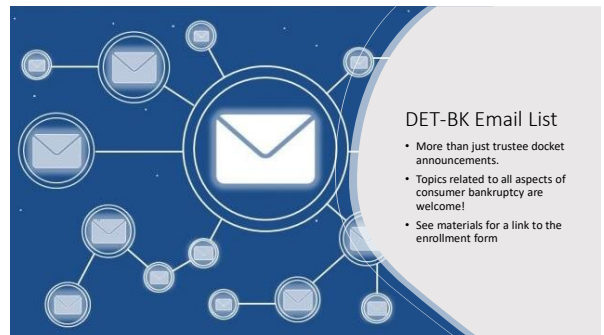 DET-BK Email List
• More than just trustee docket
announcements.
• Topics related to all aspects of
consumer bankruptcy are
welcome!
• See materials for a link to the
enrollment form